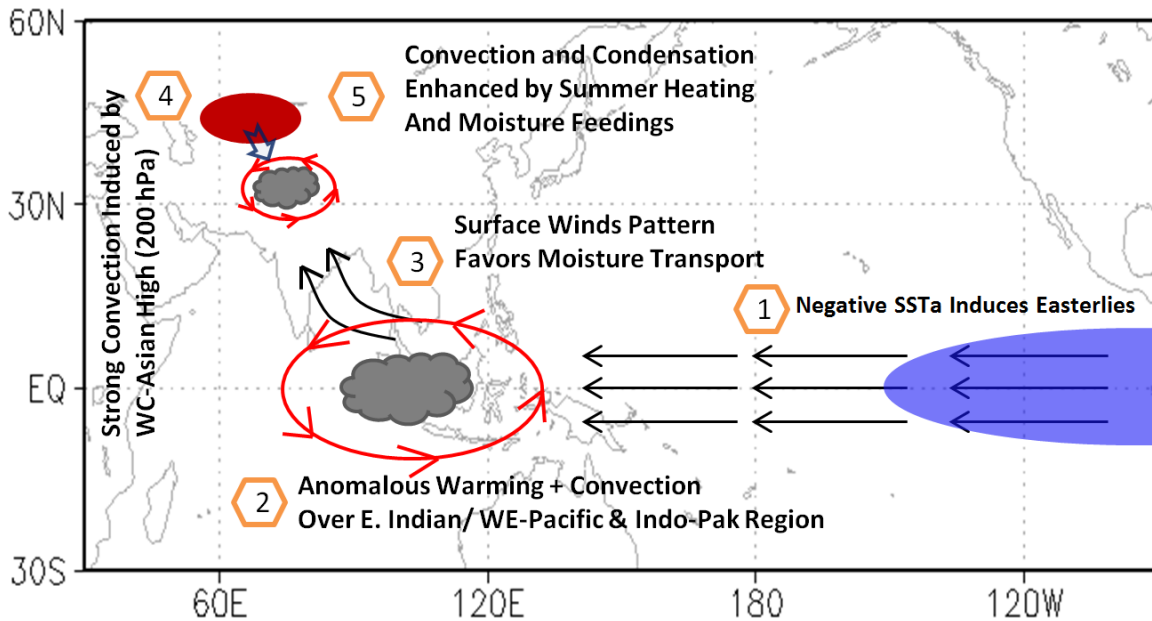 60N
4
5
Convection and Condensation
Enhanced by Summer Heating
And Moisture Feedings
Strong Convection Induced by
WC-Asian High (200 hPa)
30N
3
Surface Winds Pattern
Favors Moisture Transport
1
Negative SSTa Induces Easterlies
EQ
2
Anomalous Warming + Convection
Over E. Indian/ WE-Pacific & Indo-Pak Region
30S
60E
120E
180
120W